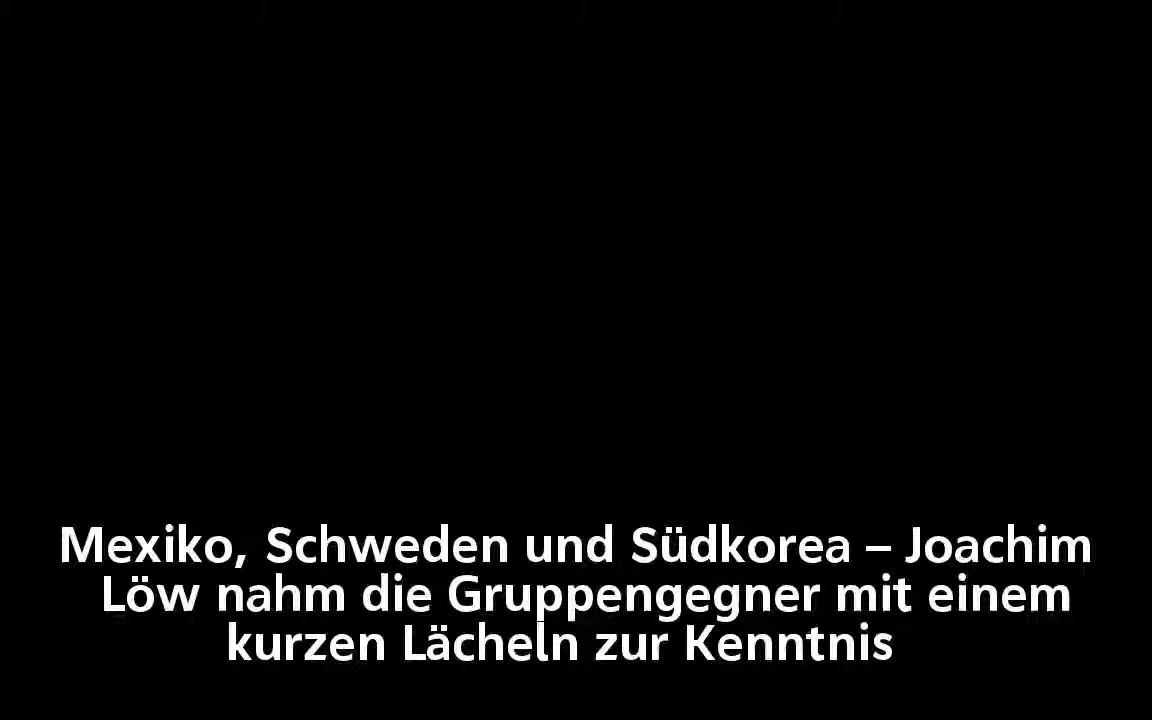 Mexiko, Schweden und Südkorea – Joachim
Löw nahm die Gruppengegner mit einem
kurzen Lächeln zur Kenntnis